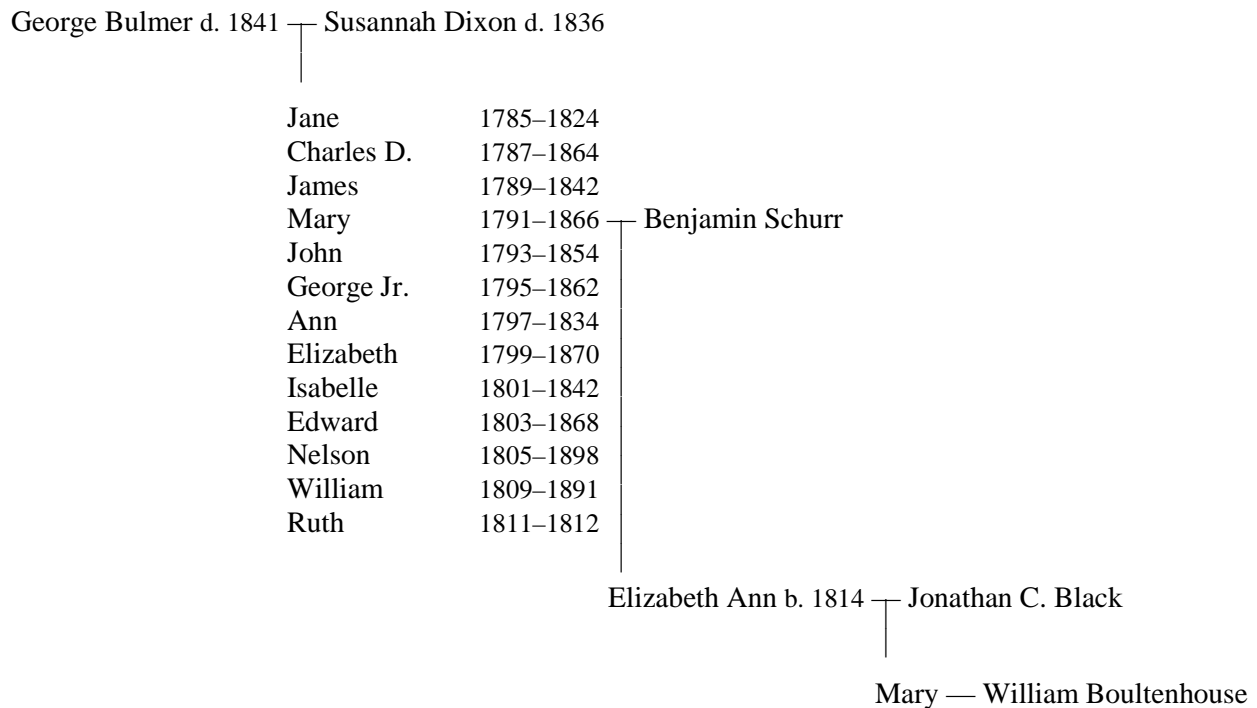 George Bulmer d. 1841 — Susannah Dixon d. 1836
Jane 1785–1824
Charles D. 1787–1864
James 1789–1842
Mary 1791–1866 — Benjamin Schurr
John 1793–1854
George Jr. 1795–1862
Ann 1797–1834
Elizabeth 1799–1870
Isabelle 1801–1842
Edward 1803–1868
Nelson 1805–1898
William 1809–1891
Ruth 1811–1812
Elizabeth Ann b. 1814 — Jonathan C. Black
Mary — William Boultenhouse